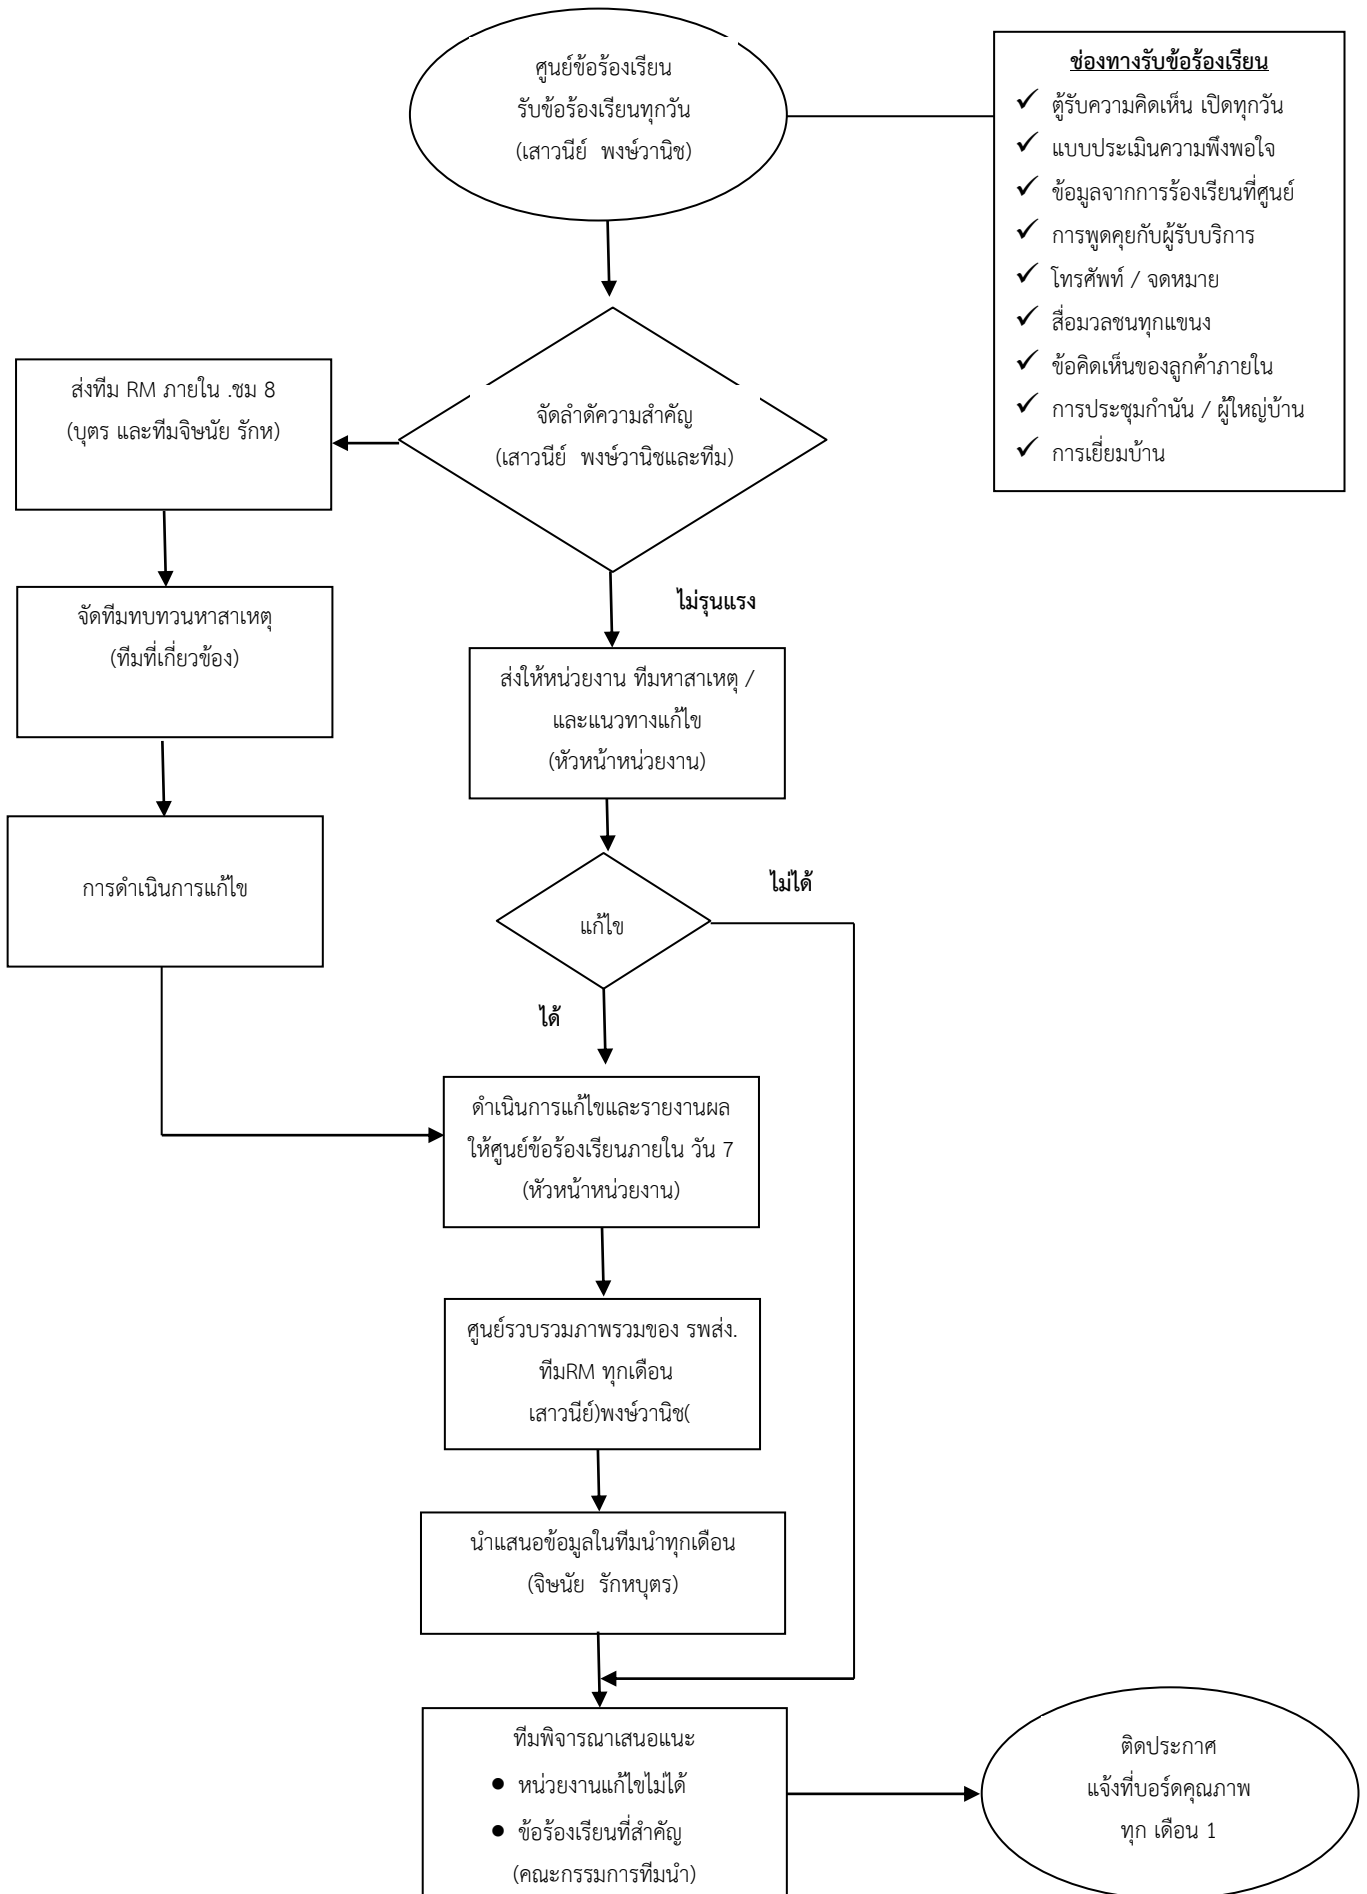 ศูนย์ข้อร้องเรียน
รับข้อร้องเรียนทุกวัน
(เสาวนีย์  พงษ์วานิช)
ช่องทางรับข้อร้องเรียน
✓ ตู้รับความคิดเห็น เปิดทุกวัน
✓ แบบประเมินความพึงพอใจ
✓ ข้อมูลจากการร้องเรียนที่ศูนย์
✓ การพูดคุยกับผู้รับบริการ
✓ โทรศัพท์ / จดหมาย
✓ สื่อมวลชนทุกแขนง
✓ ข้อคิดเห็นของลูกค้าภายใน
✓ การประชุมกำนัน / ผู้ใหญ่บ้าน
✓ การเยี่ยมบ้าน
จัดลำดัความสำคัญ
(เสาวนีย์  พงษ์วานิชและทีม)
ส่งทีม RM ภายใน .ชม 8
(บุตร และทีมจิษนัย รักห)
จัดทีมทบทวนหาสาเหตุ
(ทีมที่เกี่ยวข้อง)
การดำเนินการแก้ไข
ไม่รุนแรง
ส่งให้หน่วยงาน ทีมหาสาเหตุ /
และแนวทางแก้ไข
(หัวหน้าหน่วยงาน)
แก้ไข
ไม่ได้
ได้
ดำเนินการแก้ไขและรายงานผล
ให้ศูนย์ข้อร้องเรียนภายใน วัน 7
(หัวหน้าหน่วยงาน)
ศูนย์รวบรวมภาพรวมของ รพส่ง.
ทีมRM ทุกเดือน
เสาวนีย์)พงษ์วานิช(
นำแสนอข้อมูลในทีมนำทุกเดือน
(จิษนัย  รักหบุตร)
ทีมพิจารณาเสนอแนะ
● หน่วยงานแก้ไขไม่ได้
● ข้อร้องเรียนที่สำคัญ
(คณะกรรมการทีมนำ)
ติดประกาศ
แจ้งที่บอร์ดคุณภาพ
ทุก เดือน 1